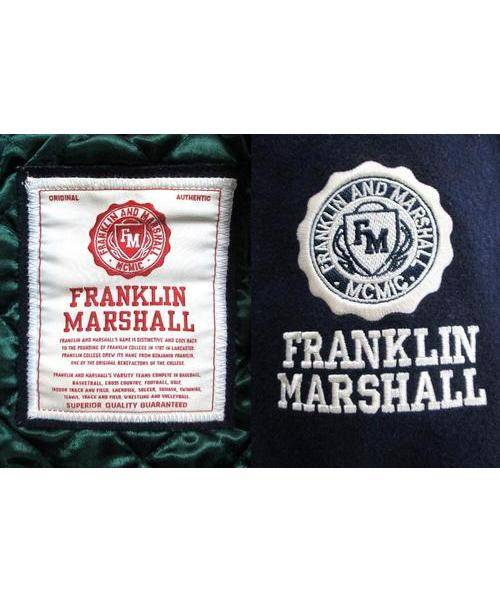 ORIGINAL AUTHENTIC
FRANKLIN AND MARSHALL
FM
MCMIC
FRANKLIN
MARSHALL
FRANKLIN AND MARSHALL'S NAME IS DISTINCTIVE AND GOES BACK
TO THE FOUNDING OF FRANKLIN COLLEGE IN 1787 IN LANCASTER.
FRANKLIN COLLEGE DREW ITS NAME FROM BENJAMIN FRANKLIN,
ONE OF THE ORIGINAL BENEFACTORS OF THE COLLEGE.
FRANKLIN AND MARSHALL'S VARSITY TEAMS COMPETE IN BASEBALL,
BASKETBALL, CROSS COUNTRY, FOOTBALL, GOLF,
INDOOR TRACK AND FIELD, LACROSSE, SOCCER, SQUASH, SWIMMING,
TENNIS, TRACK AND FIELD, WRESTLING AND VOLLEYBALL.
SUPERIOR QUALITY GUARANTEED
FRANKLIN AND MARSHALL
FM
MCMIC
FRANKLIN
MARSHALL